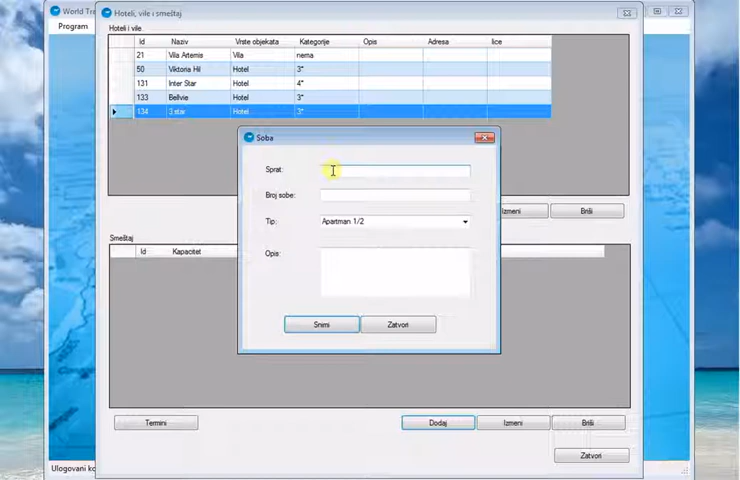 World Tra
Program
Hoteli, vile i smeštaj
Hoteli i vile
Id Naziv Vrste objekata Kategorije Opis Adresa lice
21 Vila Artemis Vila nema
50 Viktoria Hil Hotel 3*
131 Inter Star Hotel 4*
133 Bellvie Hotel 3*
134 3 star Hotel 3*
Izmeni Briši
Smeštaj
Id Kapacitet
Soba
Sprat:
Broj sobe:
Tip: Apartman 1/2
Opis:
Snimi Zatvori
Termini Dodaj Izmeni Briši
Zatvori
Ulogovani ko